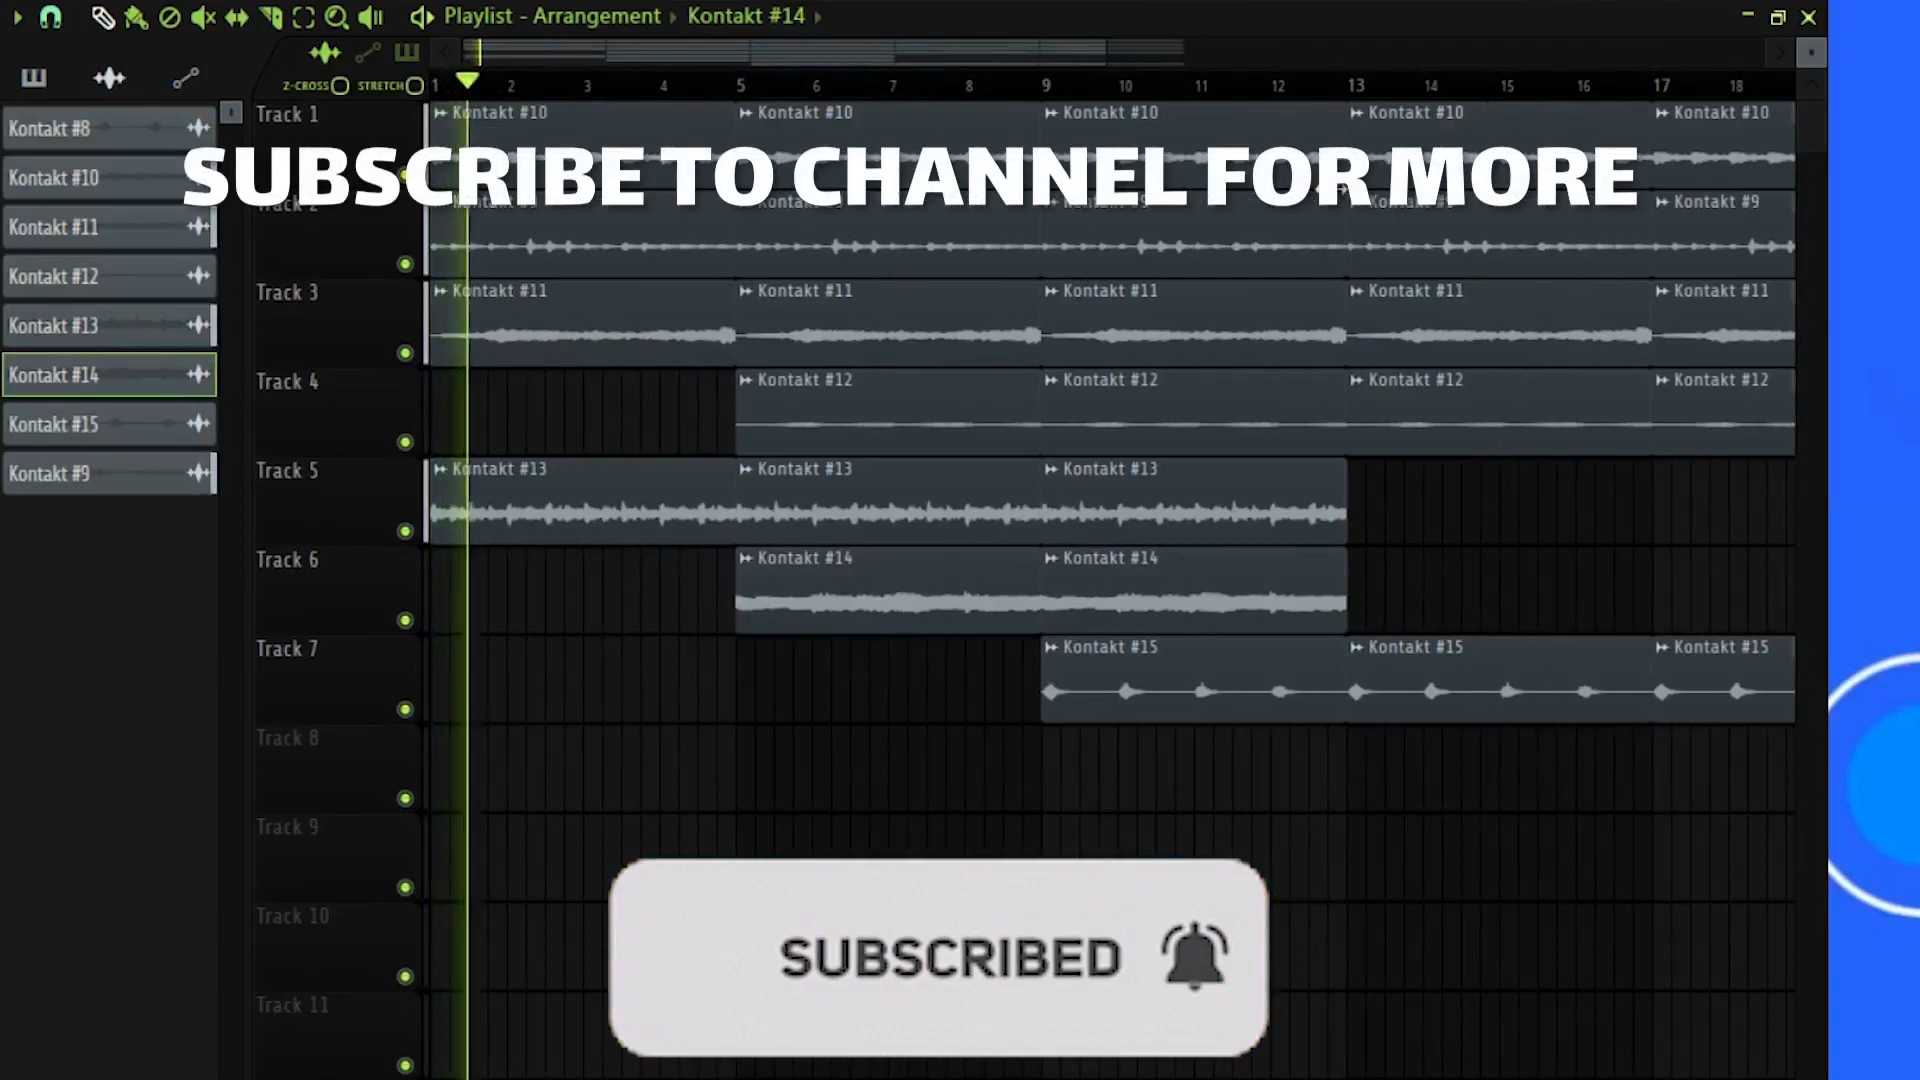 Playlist - Arrangement › Kontakt #14 ›
Z-CROSS STRETCH
1 2 3 4 5 6 7 8 9 10 11 12 13 14 15 16 17 18
Kontakt #8
Kontakt #10
Kontakt #11
Kontakt #12
Kontakt #13
Kontakt #14
Kontakt #15
Kontakt #9
Track 1 Kontakt #10 Kontakt #10 Kontakt #10 Kontakt #10 Kontakt #10
SUBSCRIBE TO CHANNEL FOR MORE
Track 2 Kontakt #9
Track 3 Kontakt #11 Kontakt #11 Kontakt #11 Kontakt #11 Kontakt #11
Track 4 Kontakt #12 Kontakt #12 Kontakt #12 Kontakt #12
Track 5 Kontakt #13 Kontakt #13 Kontakt #13
Track 6 Kontakt #14 Kontakt #14
Track 7 Kontakt #15 Kontakt #15 Kontakt #15
Track 8
Track 9
Track 10
Track 11
SUBSCRIBED